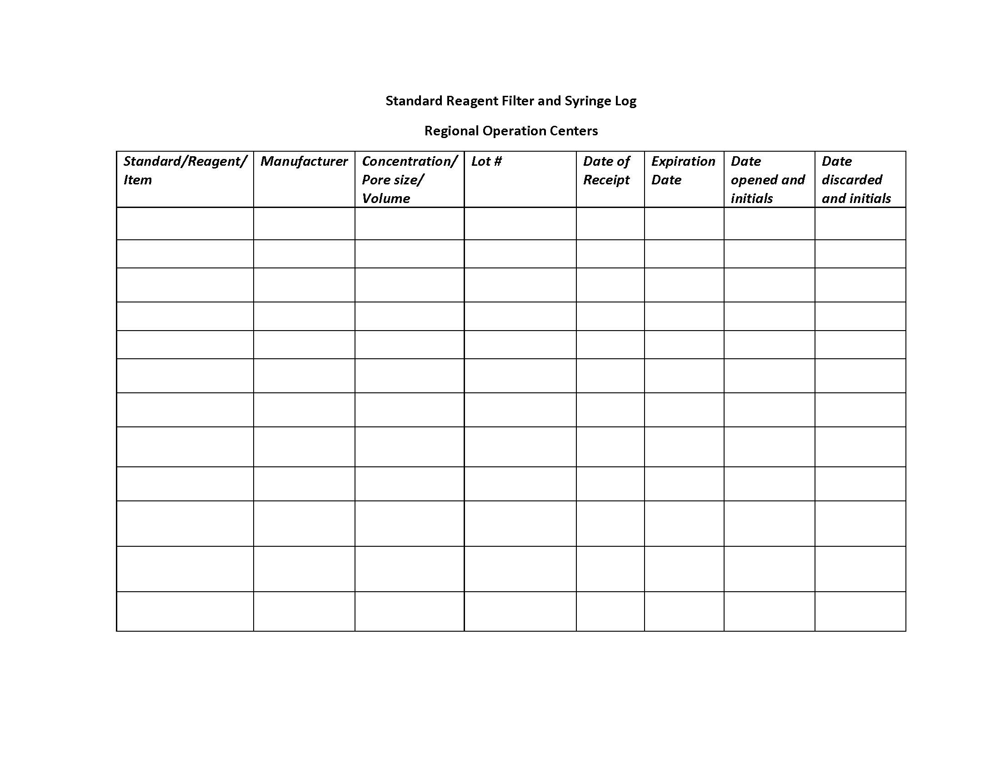 Standard Reagent Filter and Syringe Log
Regional Operation Centers
Standard/Reagent/
Item
Manufacturer
Concentration/
Pore size/
Volume
Lot #
Date of
Receipt
Expiration
Date
Date
opened and
initials
Date
discarded
and initials